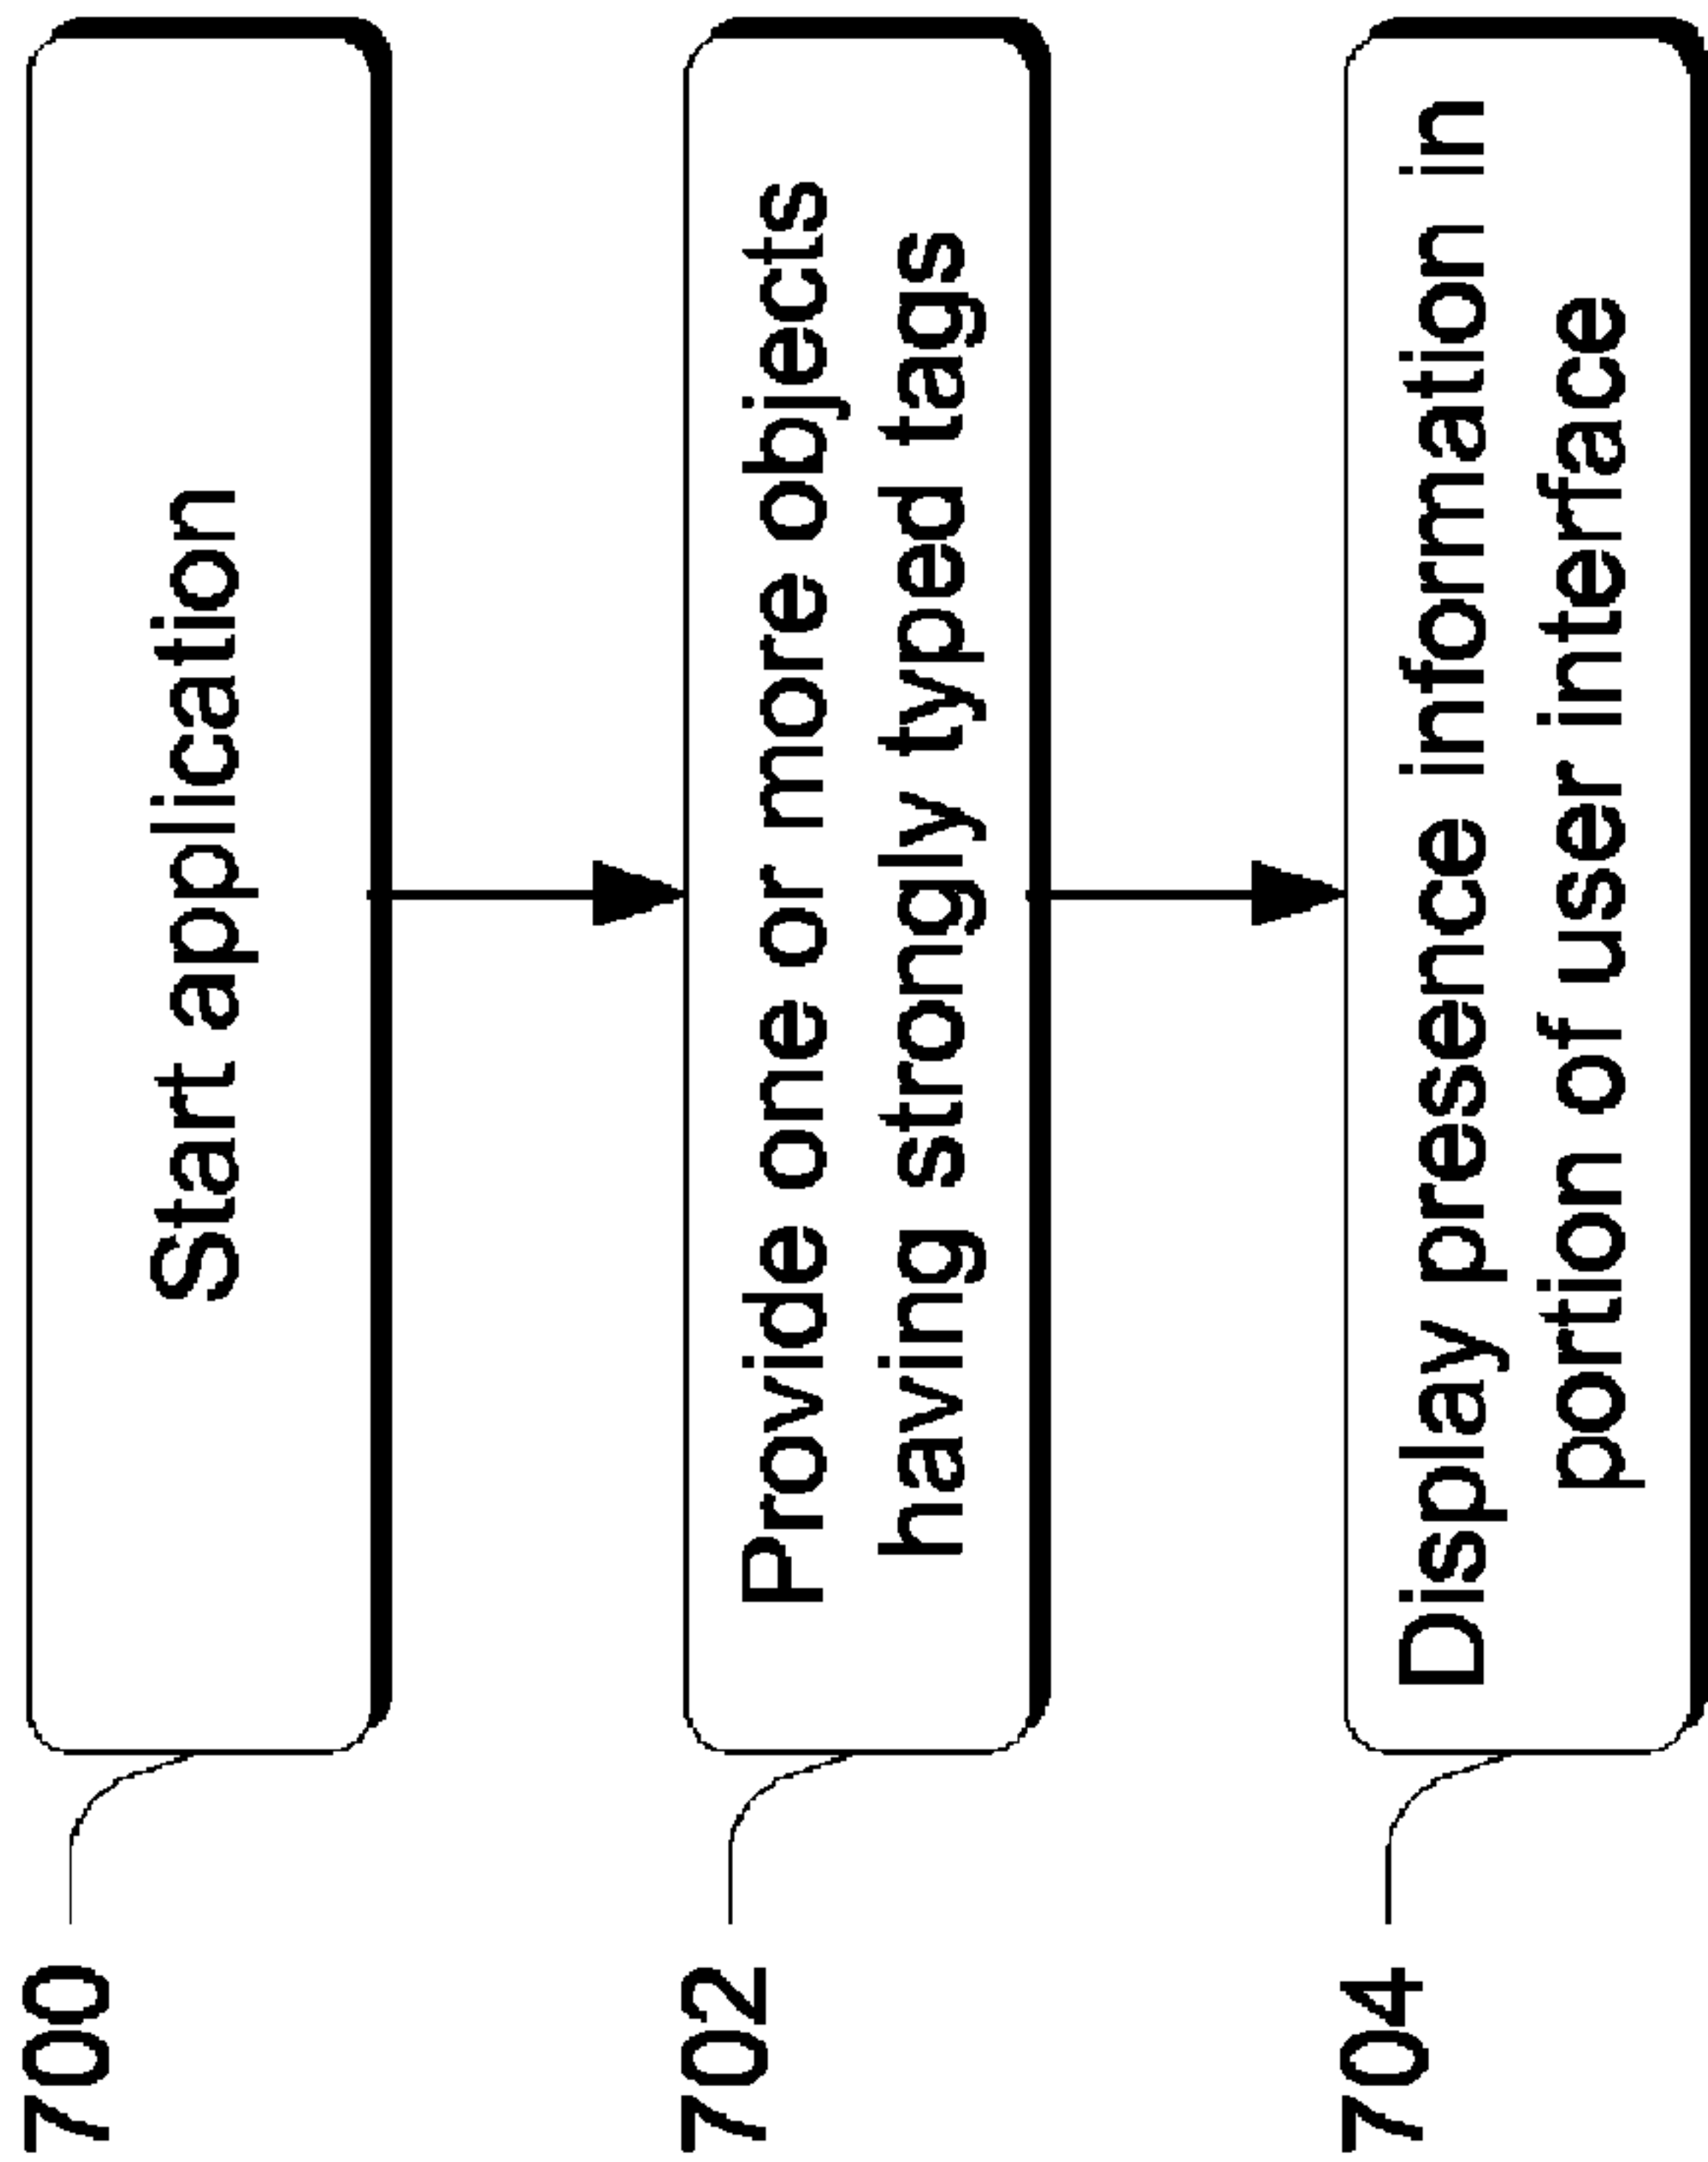 700
Start application
702
Provide one or more objects
having strongly typed tags
704
Display presence information in
portion of user interface